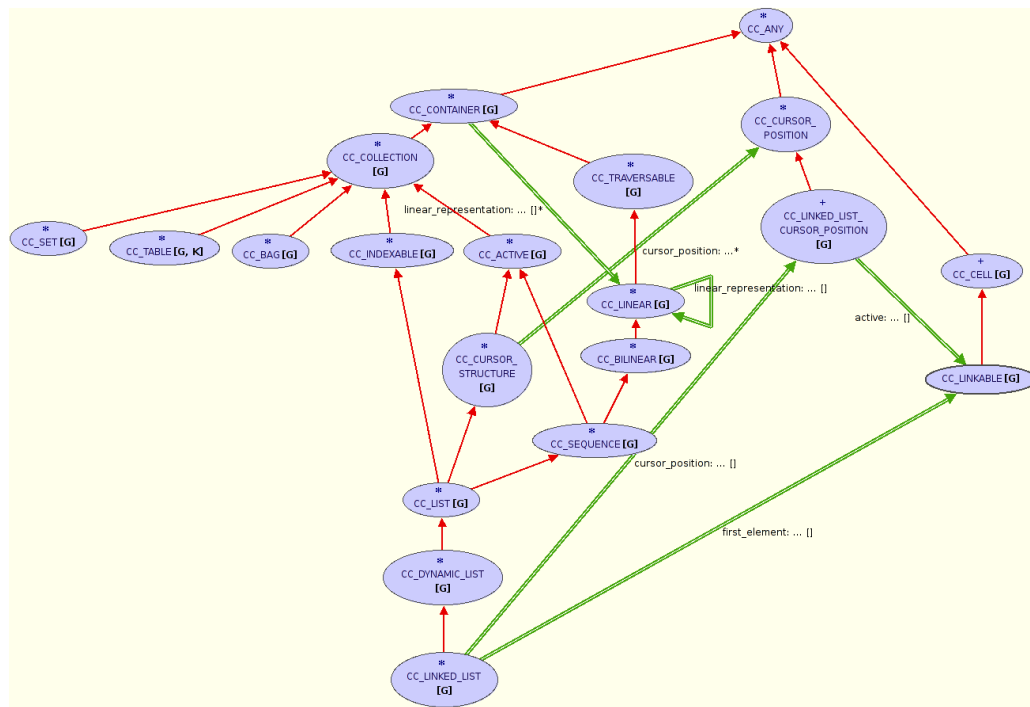 *
CC_ANY
*
CC_CONTAINER [G]
*
CC_CURSOR_
POSITION
*
CC_COLLECTION
[G]
*
CC_TRAVERSABLE
[G]
linear_representation: ... []*
+
CC_LINKED_LIST_
CURSOR_POSITION
[G]
*
CC_SET [G]
*
CC_TABLE [G, K]
*
CC_BAG [G]
*
CC_INDEXABLE [G]
*
CC_ACTIVE [G]
cursor_position: ...*
+
CC_CELL [G]
*
CC_LINEAR [G]
linear_representation: ... []
active: ... []
*
CC_CURSOR_
STRUCTURE
[G]
*
CC_BILINEAR [G]
CC_LINKABLE [G]
*
CC_SEQUENCE [G]
cursor_position: ... []
*
CC_LIST [G]
first_element: ... []
*
CC_DYNAMIC_LIST
[G]
*
CC_LINKED_LIST
[G]